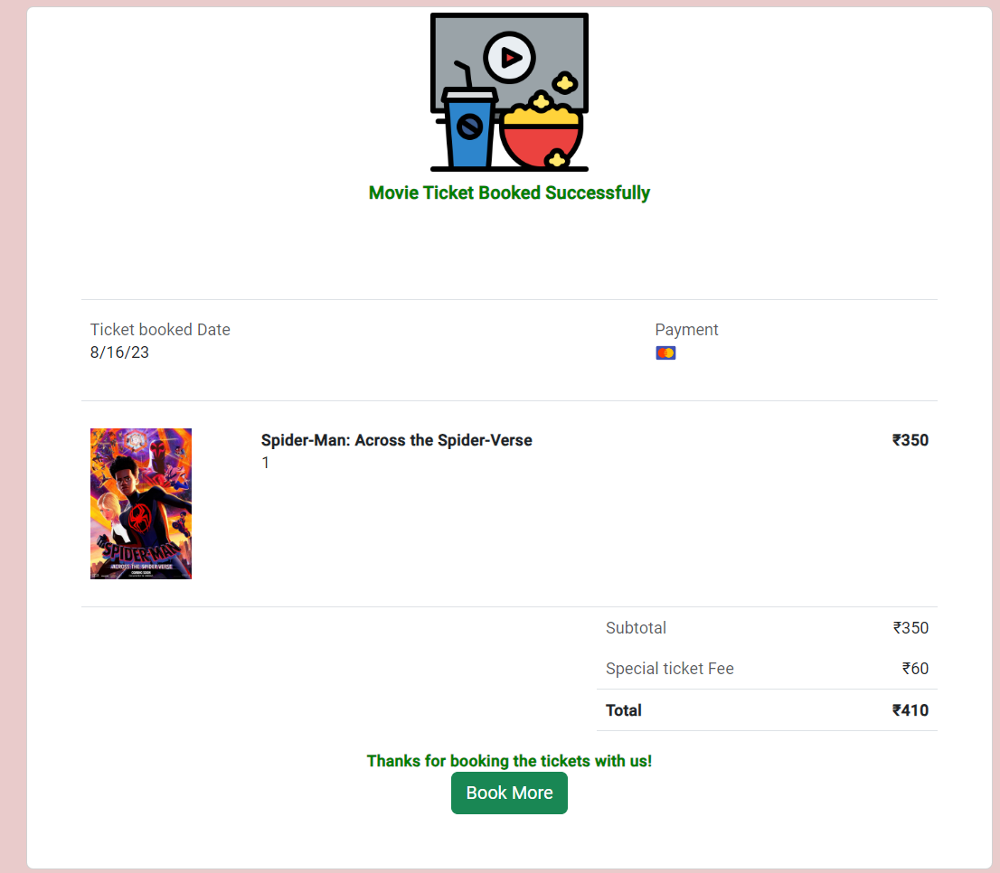 Movie Ticket Booked Successfully
Ticket booked Date
Payment
8/16/23
Spider-Man: Across the Spider-Verse
₹350
1
SPIDER-MAN
ACROSS THE SPIDER-VERSE
COMING SOON
Subtotal
₹350
Special ticket Fee
₹60
Total
₹410
Thanks for booking the tickets with us!
Book More